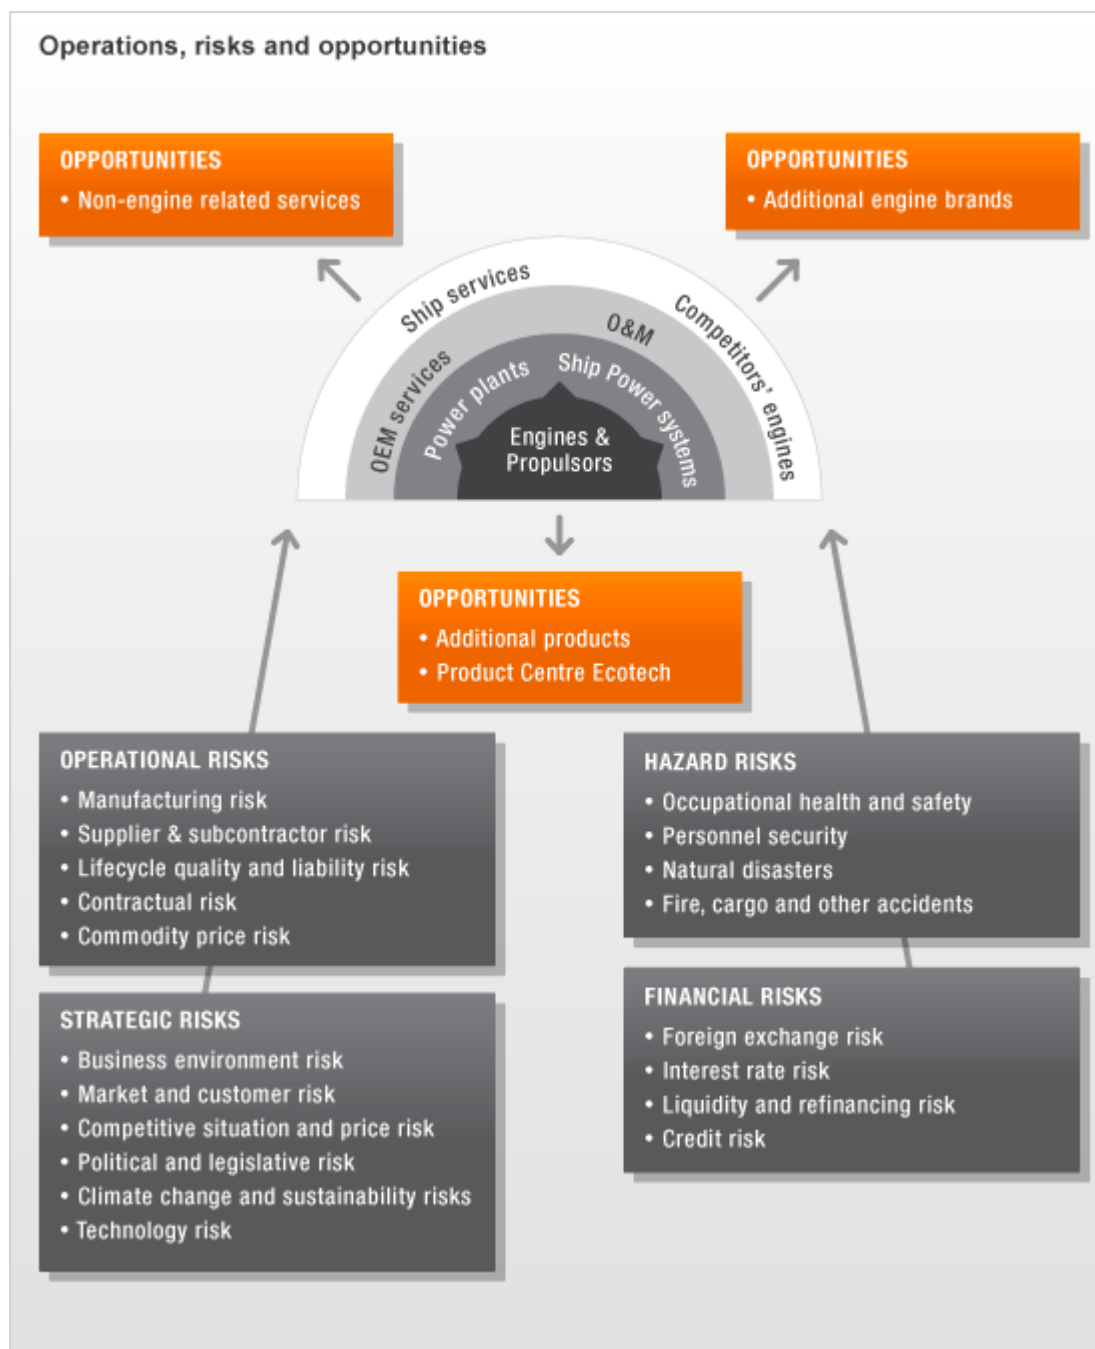 Operations, risks and opportunities
OPPORTUNITIES
• Non-engine related services
OPPORTUNITIES
• Additional engine brands
Ship services
Competitors' engines
OEM services
O&M
Power plants
Ship Power systems
Engines &
Propulsors
OPPORTUNITIES
• Additional products
• Product Centre Ecotech
OPERATIONAL RISKS
• Manufacturing risk
• Supplier & subcontractor risk
• Lifecycle quality and liability risk
• Contractual risk
• Commodity price risk
HAZARD RISKS
• Occupational health and safety
• Personnel security
• Natural disasters
• Fire, cargo and other accidents
STRATEGIC RISKS
• Business environment risk
• Market and customer risk
• Competitive situation and price risk
• Political and legislative risk
• Climate change and sustainability risks
• Technology risk
FINANCIAL RISKS
• Foreign exchange risk
• Interest rate risk
• Liquidity and refinancing risk
• Credit risk